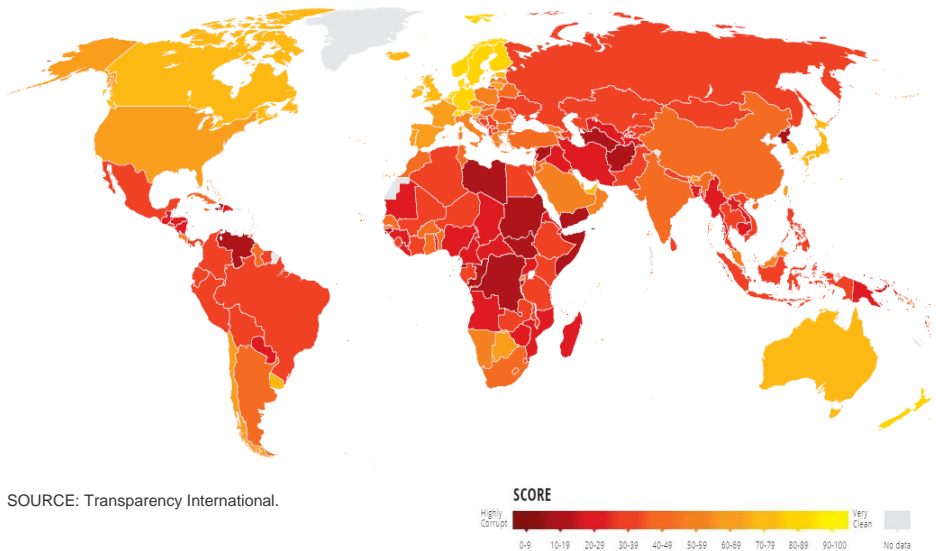 SOURCE: Transparency International.
SCORE
Highly Corrupt
Very Clean
0-9 10-19 20-29 30-39 40-49 50-59 60-69 70-79 80-89 90-100 No data